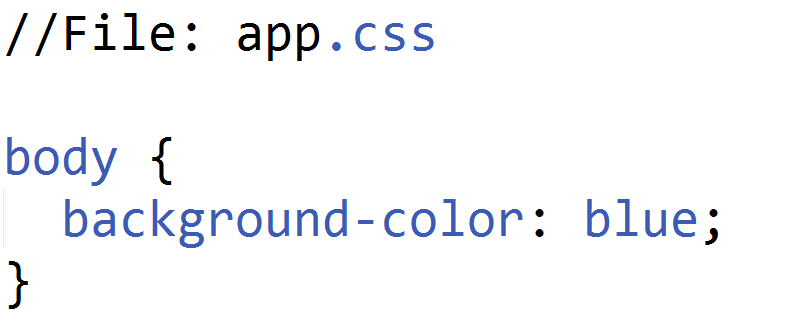 //File: app.css
body {
  background-color: blue;
}